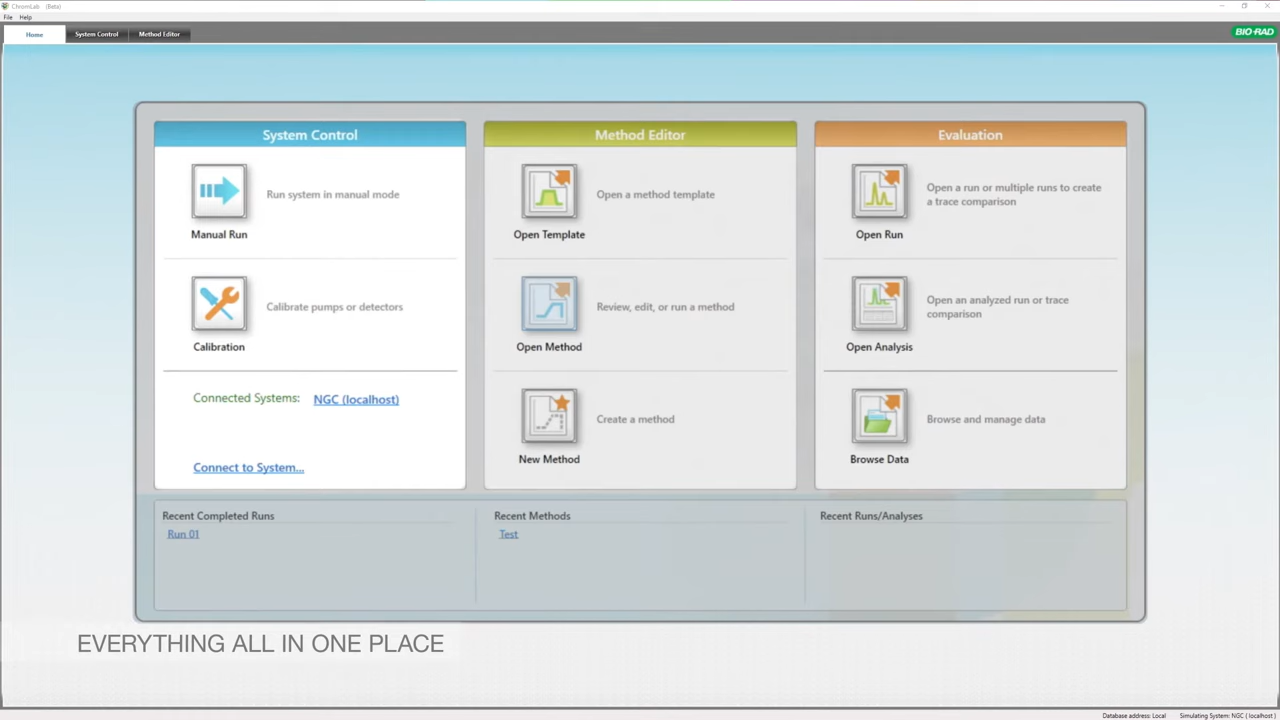 ChromLab (Beta)
File Help
Home System Control Method Editor
BIO-RAD
System Control
Run system in manual mode
Manual Run
Calibrate pumps or detectors
Calibration
Connected Systems: NGC (localhost)
Connect to System...
Method Editor
Open a method template
Open Template
Review, edit, or run a method
Open Method
Create a method
New Method
Evaluation
Open a run or multiple runs to create
a trace comparison
Open Run
Open an analyzed run or trace
comparison
Open Analysis
Browse and manage data
Browse Data
Recent Completed Runs
Run 01
Recent Methods
Test
Recent Runs/Analyses
EVERYTHING ALL IN ONE PLACE
Database address: Local Simulating System: NGC ( localhost )